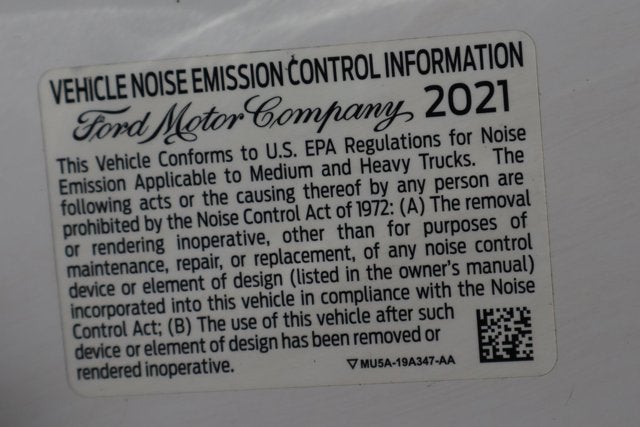 VEHICLE NOISE EMISSION CONTROL INFORMATION
Ford Motor Company 2021
This Vehicle Conforms to U.S. EPA Regulations for Noise
Emission Applicable to Medium and Heavy Trucks. The
following acts or the causing thereof by any person are
prohibited by the Noise Control Act of 1972: (A) The removal
or rendering inoperative, other than for purposes of
maintenance, repair, or replacement, of any noise control
device or element of design (listed in the owner's manual)
incorporated into this vehicle in compliance with the Noise
Control Act; (B) The use of this vehicle after such
device or element of design has been removed or
rendered inoperative.
MU5A-19A347-AA